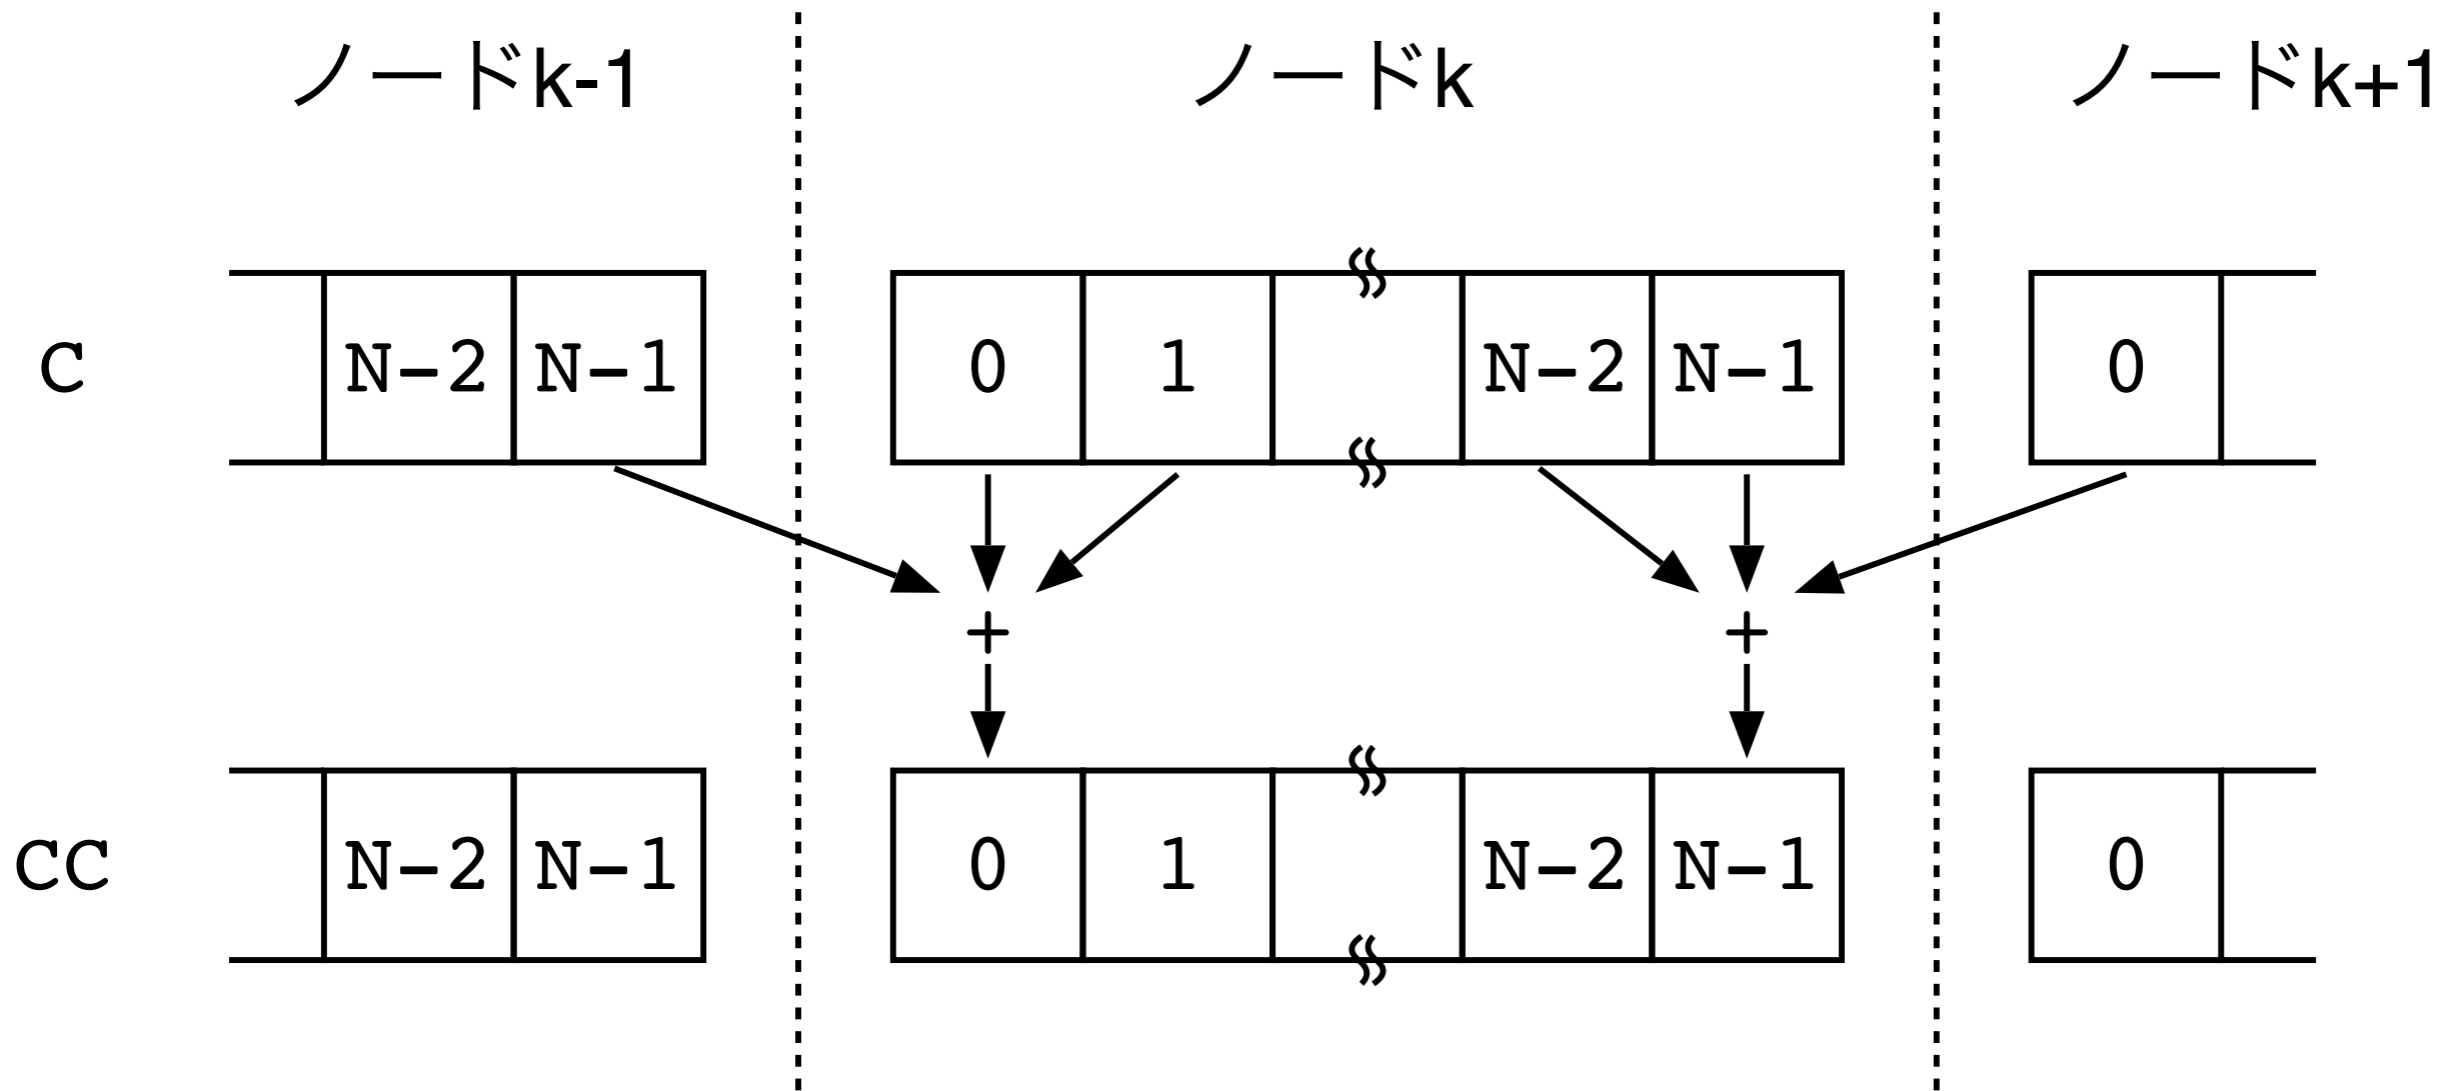 ノードk-1 ノードk ノードk+1
C N-2 N-1 0 1 N-2 N-1 0
+ +
CC N-2 N-1 0 1 N-2 N-1 0